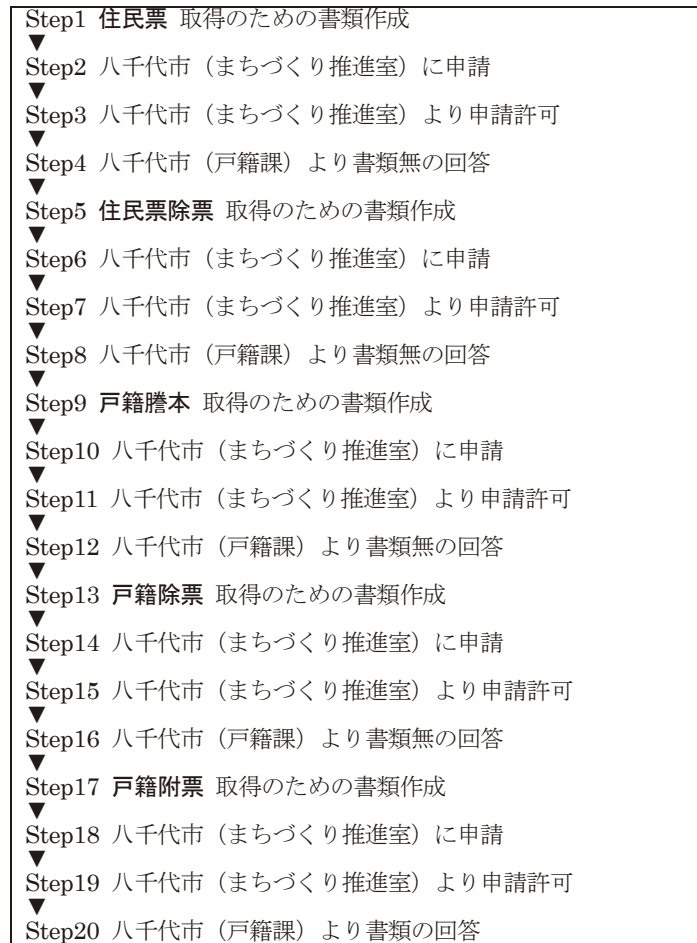 Step1 住民票 取得のための書類作成
▼
Step2 八千代市（まちづくり推進室）に申請
▼
Step3 八千代市（まちづくり推進室）より申請許可
▼
Step4 八千代市（戸籍課）より書類無の回答
▼
Step5 住民票除票 取得のための書類作成
▼
Step6 八千代市（まちづくり推進室）に申請
▼
Step7 八千代市（まちづくり推進室）より申請許可
▼
Step8 八千代市（戸籍課）より書類無の回答
▼
Step9 戸籍謄本 取得のための書類作成
▼
Step10 八千代市（まちづくり推進室）に申請
▼
Step11 八千代市（まちづくり推進室）より申請許可
▼
Step12 八千代市（戸籍課）より書類無の回答
▼
Step13 戸籍除票 取得のための書類作成
▼
Step14 八千代市（まちづくり推進室）に申請
▼
Step15 八千代市（まちづくり推進室）より申請許可
▼
Step16 八千代市（戸籍課）より書類無の回答
▼
Step17 戸籍附票 取得のための書類作成
▼
Step18 八千代市（まちづくり推進室）に申請
▼
Step19 八千代市（まちづくり推進室）より申請許可
▼
Step20 八千代市（戸籍課）より書類の回答